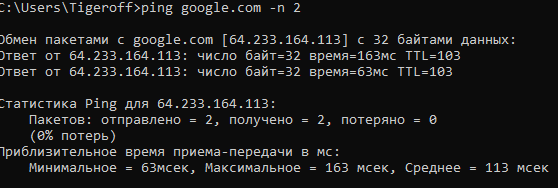 C:\Users\Tigeroff>ping google.com -n 2
Обмен пакетами с google.com [64.233.164.113] с 32 байтами данных:
Ответ от 64.233.164.113: число байт=32 время=163мс TTL=103
Ответ от 64.233.164.113: число байт=32 время=63мс TTL=103
Статистика Ping для 64.233.164.113:
Пакетов: отправлено = 2, получено = 2, потеряно = 0
(0% потерь)
Приблизительное время приема-передачи в мс:
Минимальное = 63мсек, Максимальное = 163 мсек, Среднее = 113 мсек